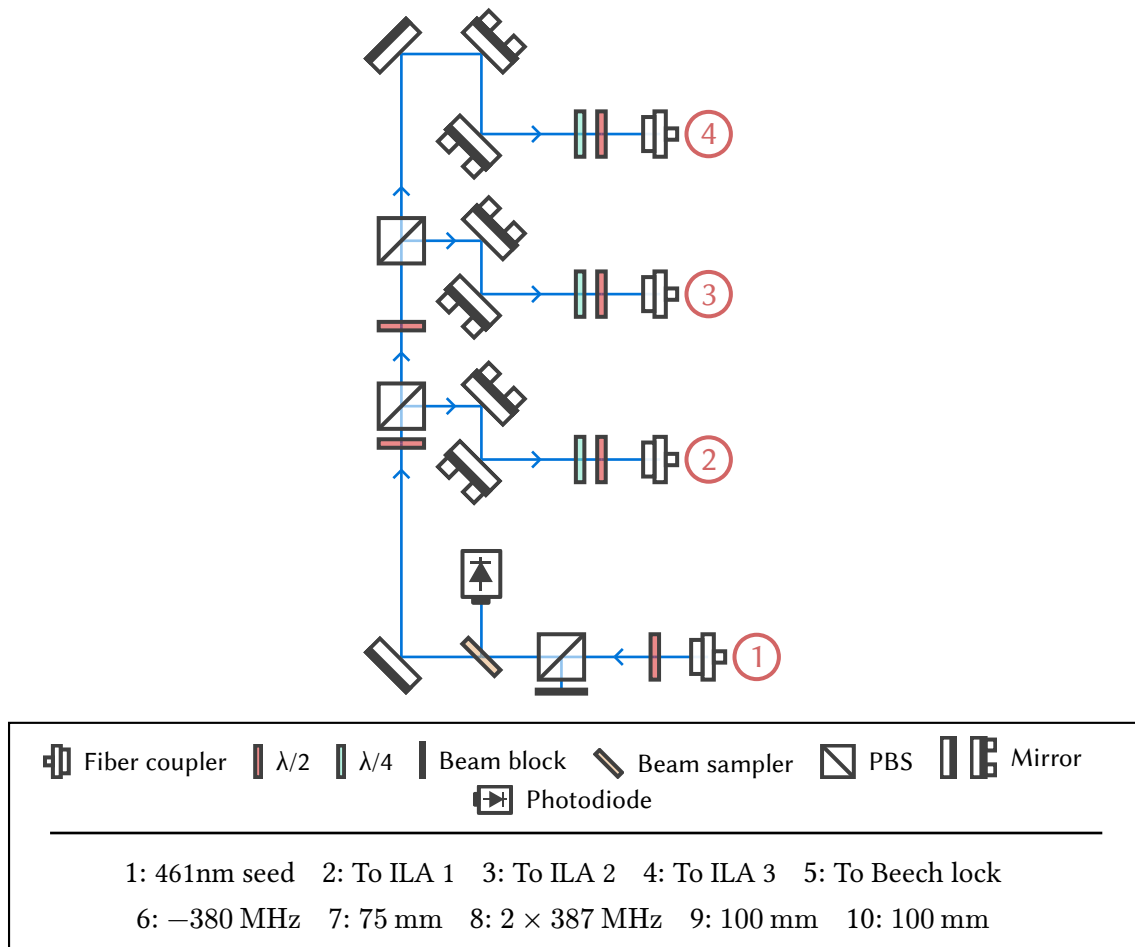 4
3
2
1
Fiber coupler λ/2 λ/4 Beam block Beam sampler PBS Mirror
Photodiode
1: 461nm seed 2: To ILA 1 3: To ILA 2 4: To ILA 3 5: To Beech lock
6: −380 MHz 7: 75 mm 8: 2 × 387 MHz 9: 100 mm 10: 100 mm